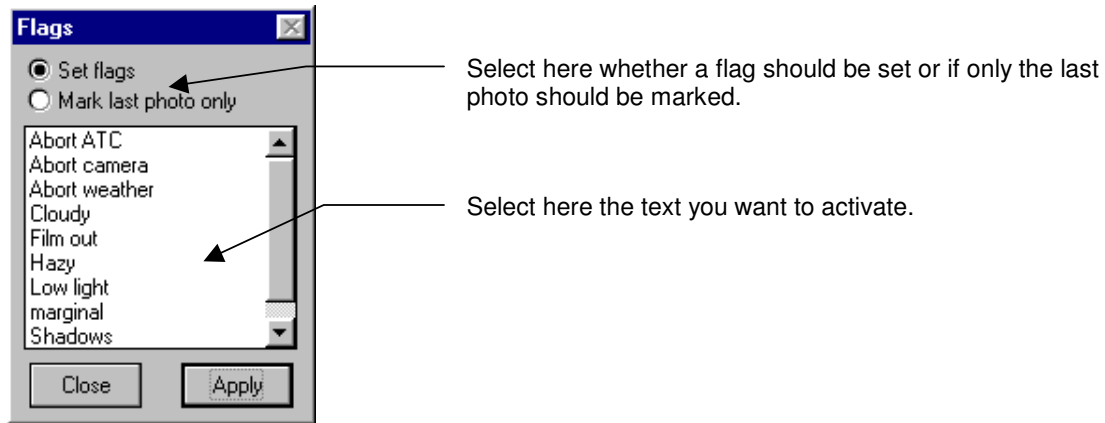 Flags
Set flags
Mark last photo only
Select here whether a flag should be set or if only the last
photo should be marked.
Abort ATC
Abort camera
Abort weather
Cloudy
Film out
Hazy
Low light
marginal
Shadows
Select here the text you want to activate.
Close
Apply